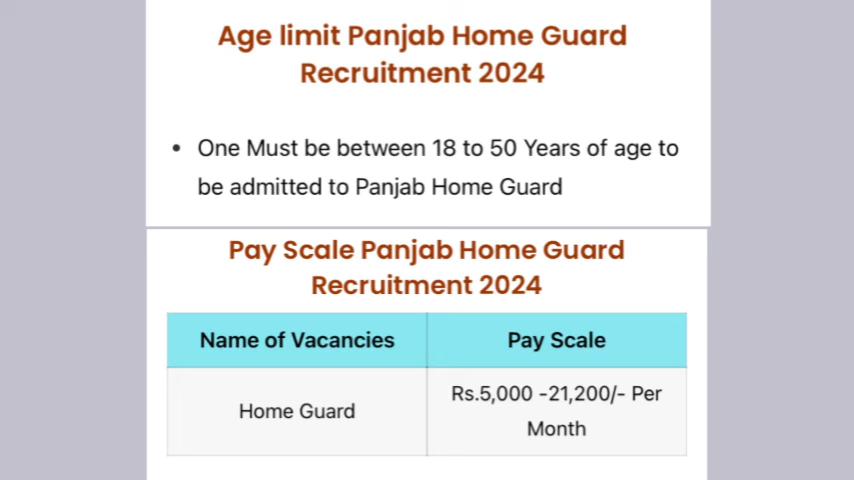 Age limit Panjab Home Guard
Recruitment 2024
• One Must be between 18 to 50 Years of age to
be admitted to Panjab Home Guard
Pay Scale Panjab Home Guard
Recruitment 2024
Name of Vacancies Pay Scale
Home Guard Rs.5,000 -21,200/- Per
Month